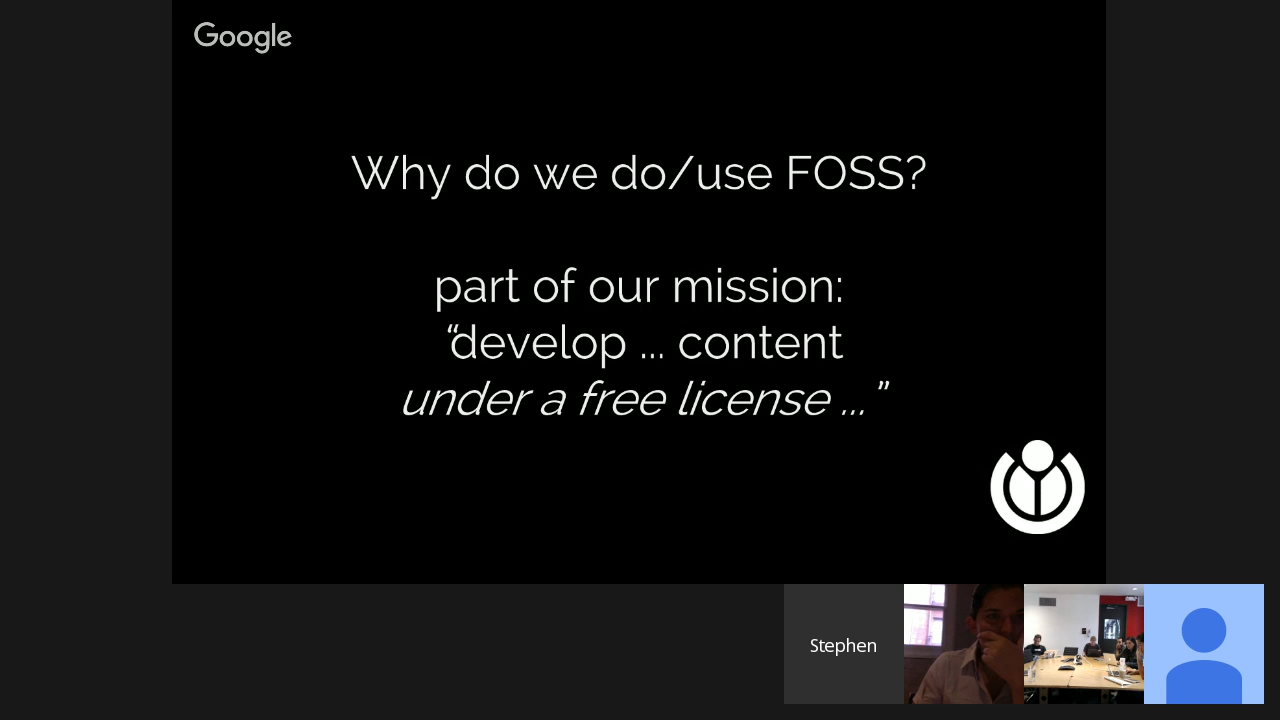 Google
Why do we do/use FOSS?
part of our mission:
“develop ... content
under a free license ... ”
Stephen